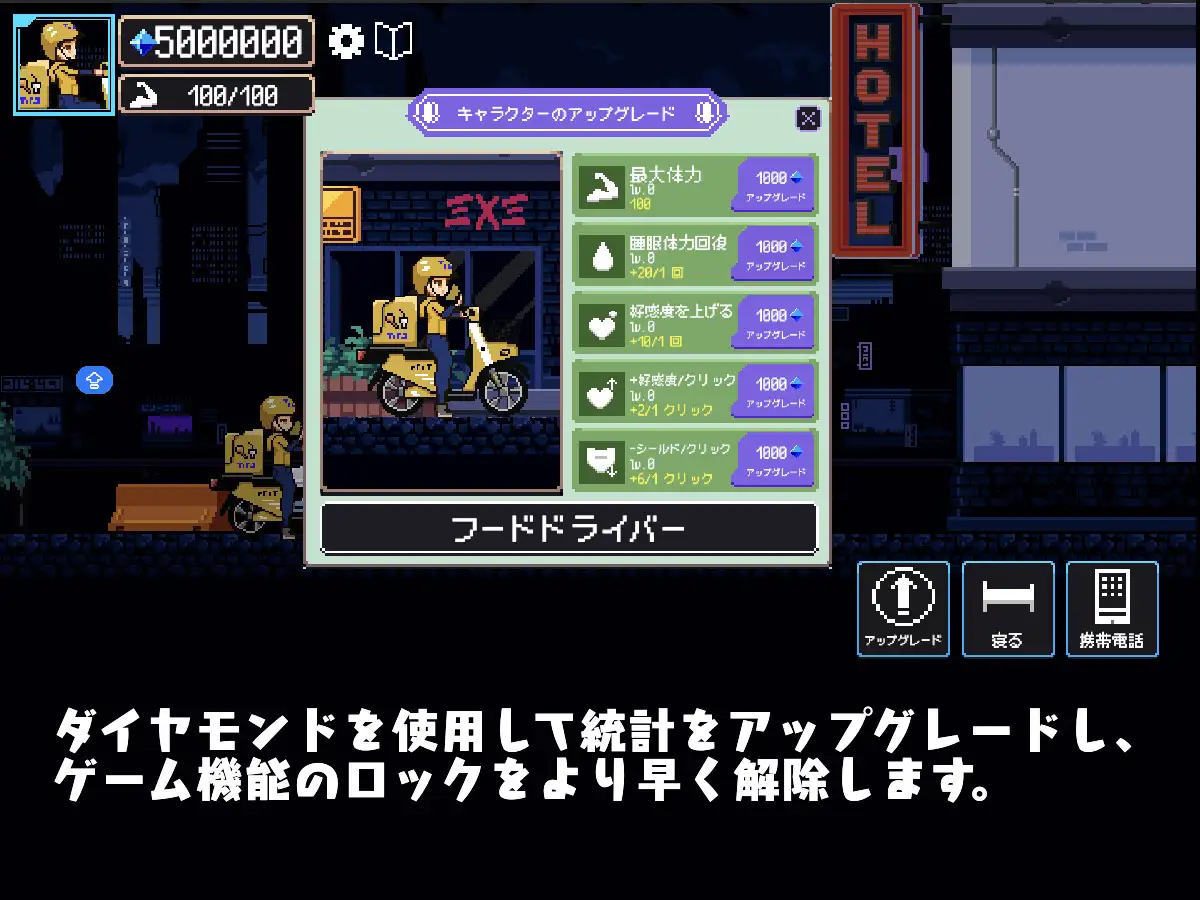 5000000
100/100
キャラクターのアップグレード
HOTEL
EXE
最大体力
lv.0
100
1000
アップグレード
睡眠体力回復
lv.0
+20/1 回
1000
アップグレード
好感度を上げる
lv.0
+10/1 回
1000
アップグレード
+好感度/クリック
lv.0
+2/1 クリック
1000
アップグレード
-シールド/クリック
lv.0
+6/1 クリック
1000
アップグレード
フードドライバー
アップグレード
寝る
携帯電話
ダイヤモンドを使用して統計をアップグレードし、
ゲーム機能のロックをより早く解除します。